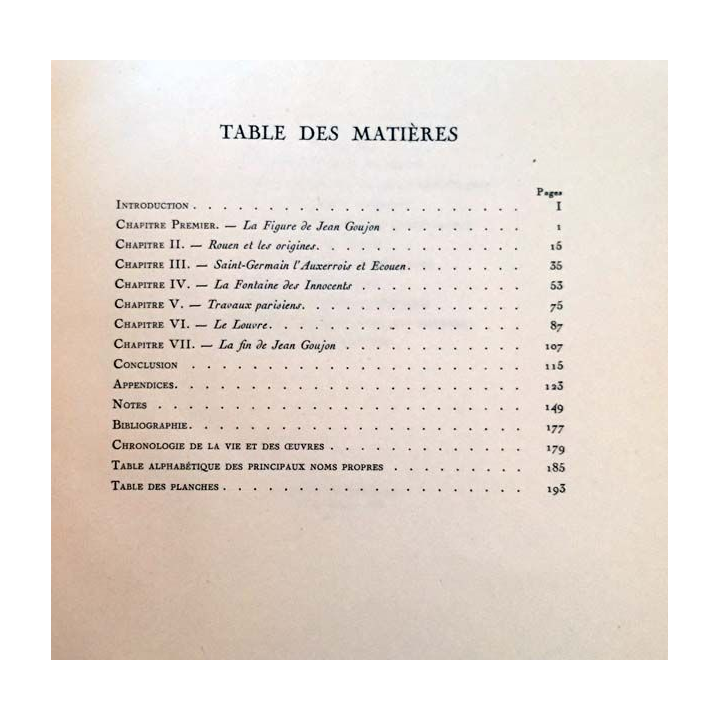 TABLE DES MATIÈRES
Pages
INTRODUCTION . . . . . . . . . . . . . . . . . . . . . . I
CHAPITRE PREMIER. — La Figure de Jean Goujon . . . . . . . . . 1
CHAPITRE II. — Rouen et les origines. . . . . . . . . . . . . 15
CHAPITRE III. — Saint-Germain l'Auxerrois et Ecouen. . . . . . . . 35
CHAPITRE IV. — La Fontaine des Innocents . . . . . . . . . . . 53
CHAPITRE V. — Travaux parisiens. . . . . . . . . . . . . . 75
CHAPITRE VI. — Le Louvre. . . . . . . . . . . . . . . . 87
CHAPITRE VII. — La fin de Jean Goujon . . . . . . . . . . . . 107
CONCLUSION . . . . . . . . . . . . . . . . . . . . . . 115
APPENDICES. . . . . . . . . . . . . . . . . . . . . . . 123
NOTES . . . . . . . . . . . . . . . . . . . . . . . . 149
BIBLIOGRAPHIE. . . . . . . . . . . . . . . . . . . . . . 177
CHRONOLOGIE DE LA VIE ET DES ŒUVRES . . . . . . . . . . . . 179
TABLE ALPHABÉTIQUE DES PRINCIPAUX NOMS PROPRES . . . . . . . . . 185
TABLE DES PLANCHES . . . . . . . . . . . . . . . . . . . . 193